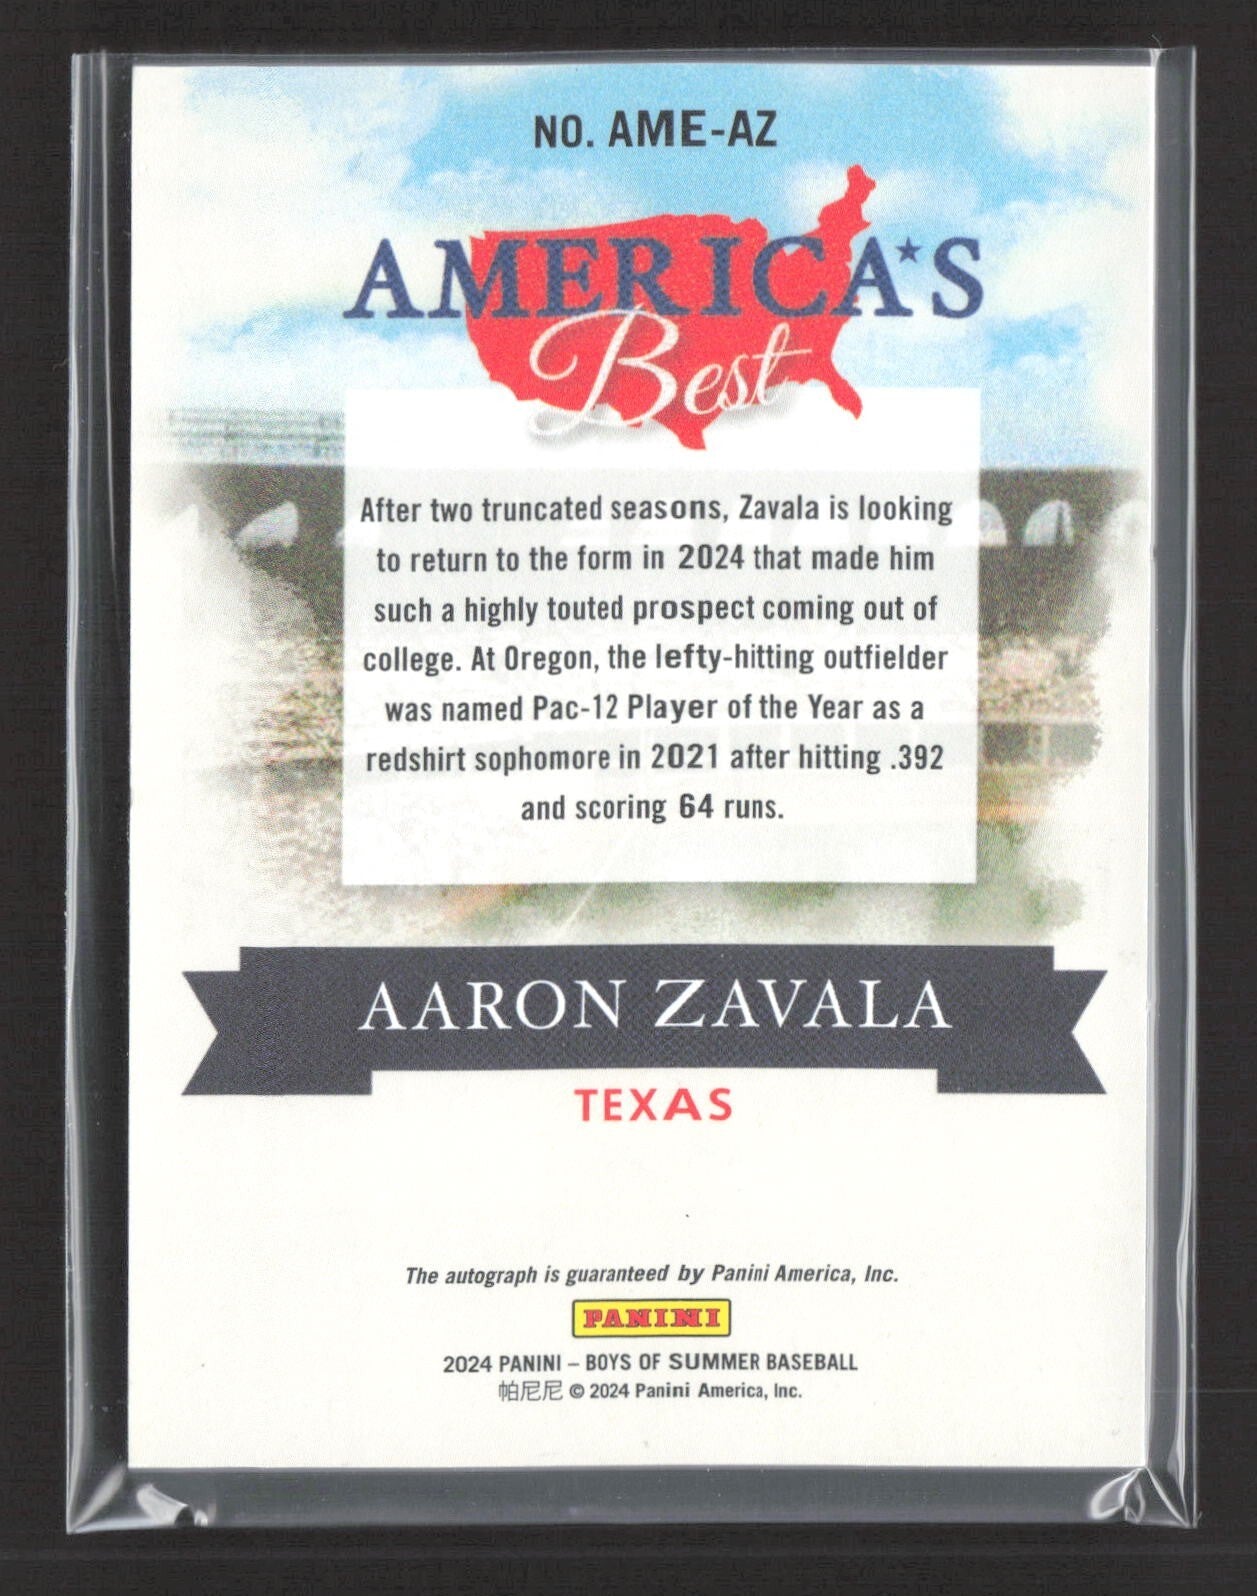 NO. AME-AZ
AMERICA'S
Best
After two truncated seasons, Zavala is looking
to return to the form in 2024 that made him
such a highly touted prospect coming out of
college. At Oregon, the lefty-hitting outfielder
was named Pac-12 Player of the Year as a
redshirt sophomore in 2021 after hitting .392
and scoring 64 runs.
AARON ZAVALA
TEXAS
The autograph is guaranteed by Panini America, Inc.
PANINI
2024 PANINI – BOYS OF SUMMER BASEBALL
帕尼尼 © 2024 Panini America, Inc.